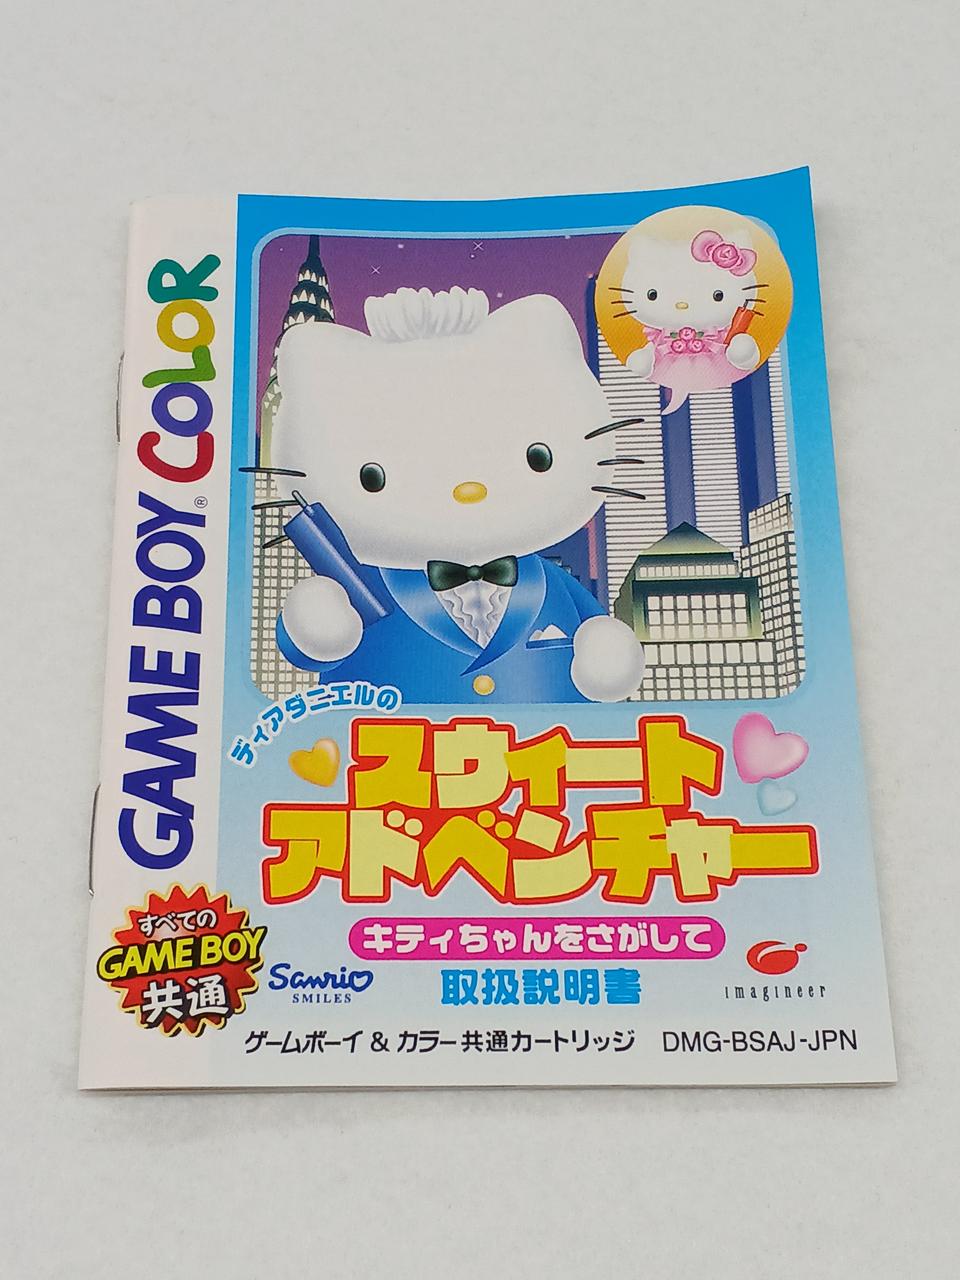 GAME BOY COLOR
®
ディアダニエルの
スウィート
アドベンチャー
キティちゃんをさがして
取扱説明書
すべての
GAME BOY
共通
Sanrio
SMILES
imagineer
ゲームボーイ & カラー共通カートリッジ DMG-BSAJ-JPN